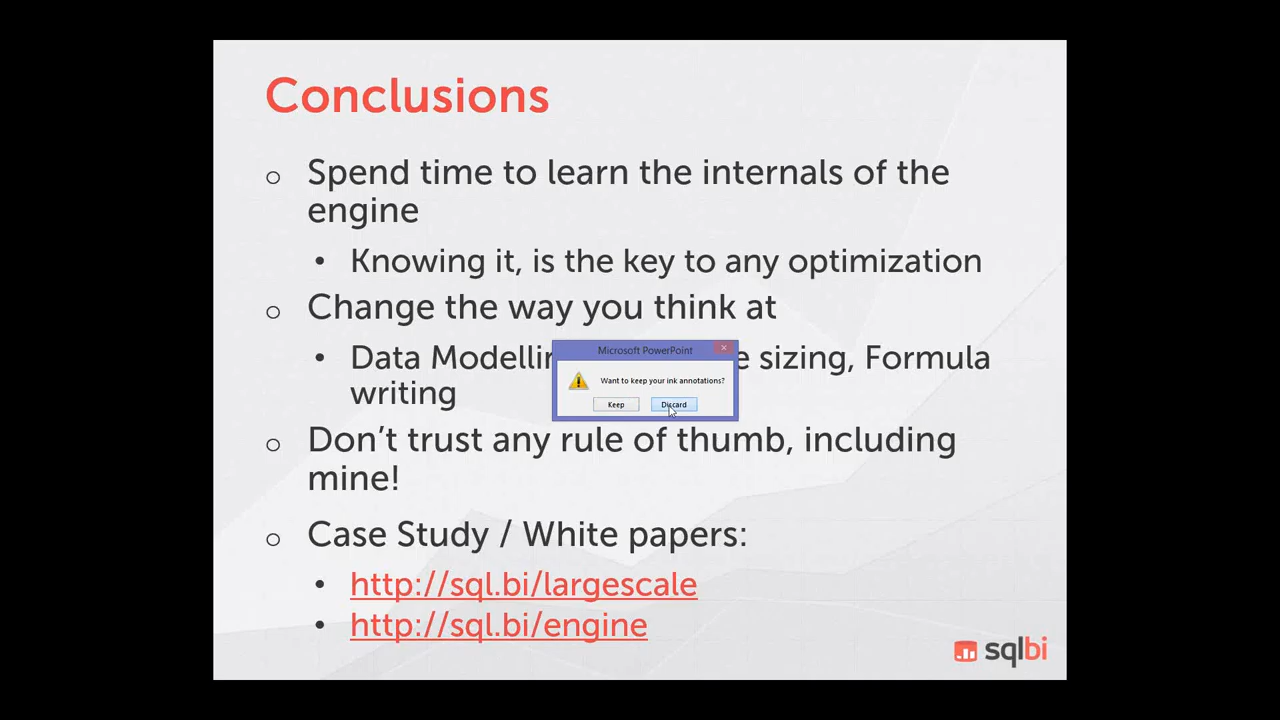 Conclusions
o Spend time to learn the internals of the
engine
• Knowing it, is the key to any optimization
o Change the way you think at
• Data Modellin e sizing, Formula
writing
Microsoft PowerPoint
Want to keep your ink annotations?
Keep Discard
o Don’t trust any rule of thumb, including
mine!
o Case Study / White papers:
• http://sql.bi/largescale
• http://sql.bi/engine
sqlbi